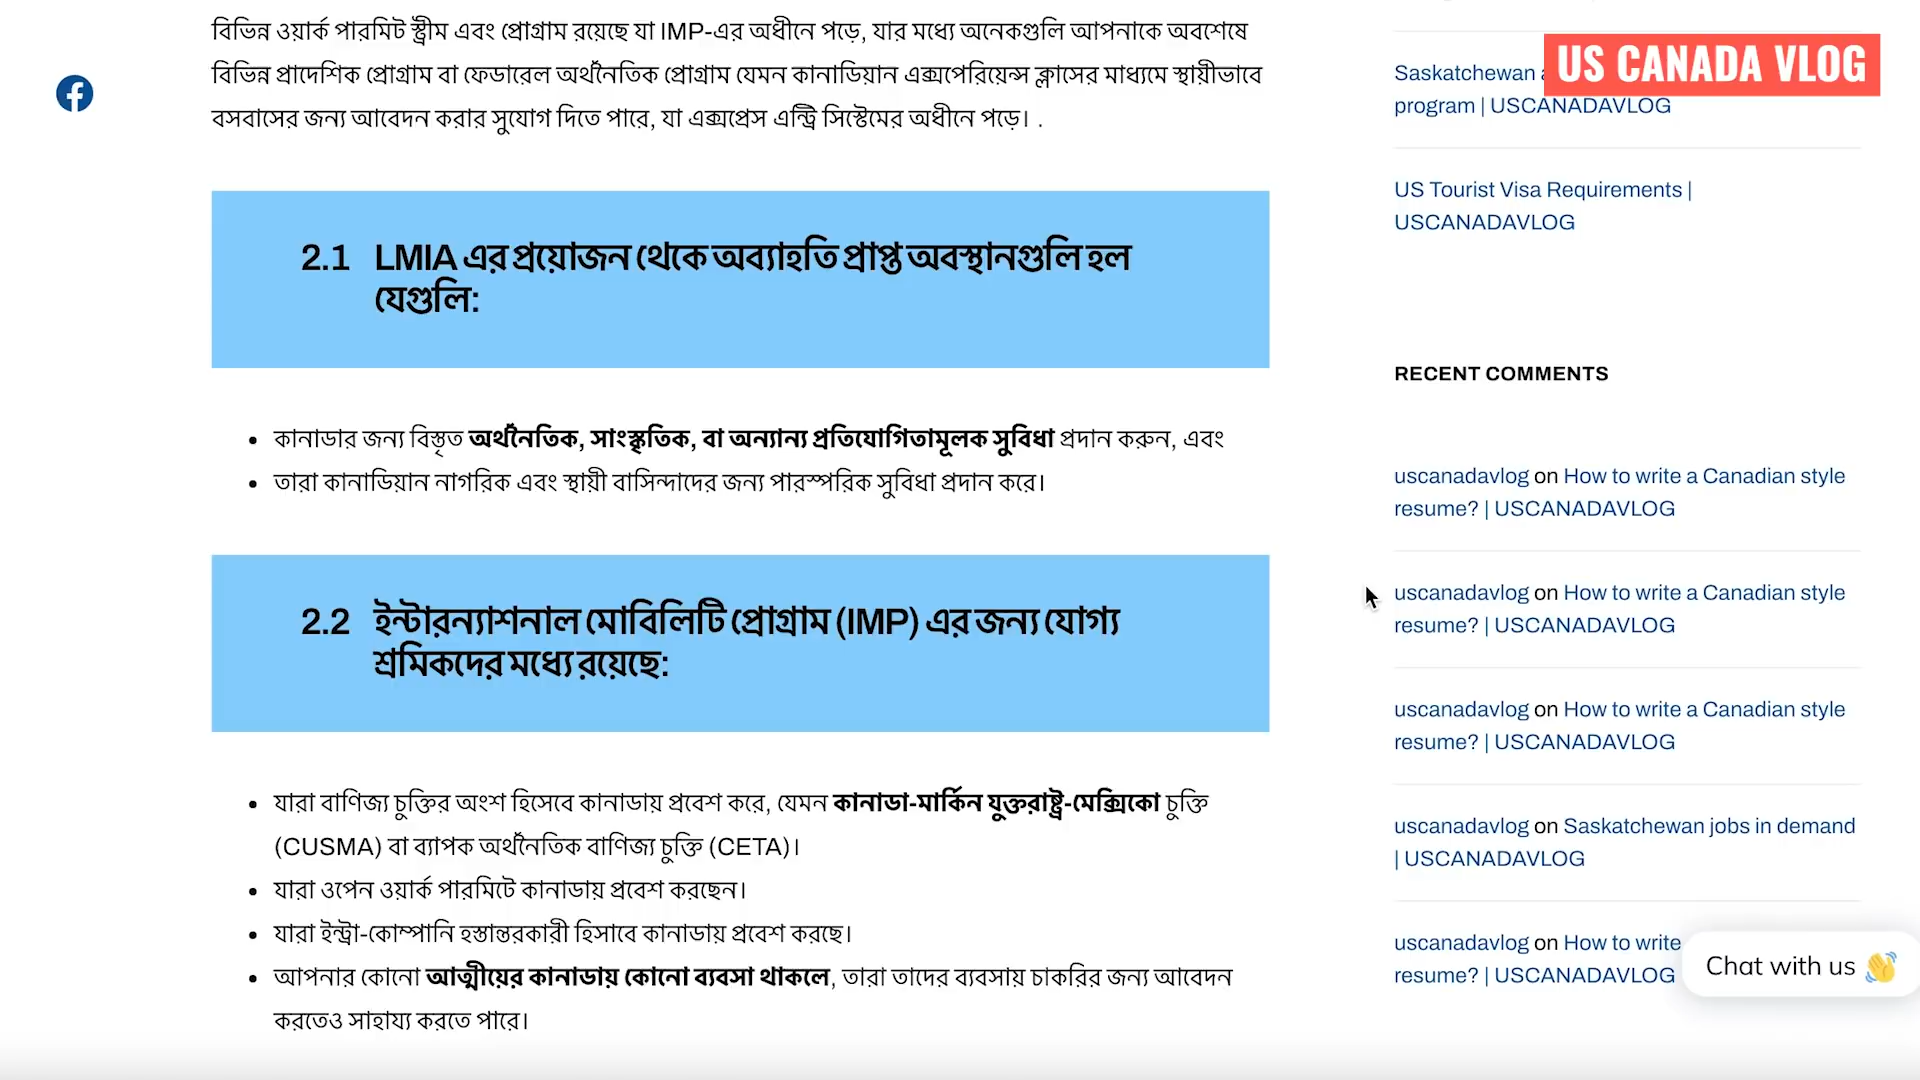 বিভিন্ন ওয়ার্ক পারমিট স্ট্রীম এবং প্রোগ্রাম রয়েছে যা IMP-এর অধীনে পড়ে, যার মধ্যে অনেকগুলি আপনাকে অবশেষে
বিভিন্ন প্রাদেশিক প্রোগ্রাম বা ফেডারেল অর্থনৈতিক প্রোগ্রাম যেমন কানাডিয়ান এক্সপেরিয়েন্স ক্লাসের মাধ্যমে স্থায়ীভাবে
বসবাসের জন্য আবেদন করার সুযোগ দিতে পারে, যা এক্সপ্রেস এন্ট্রি সিস্টেমের অধীনে পড়ে। .
2.1 LMIA এর প্রয়োজন থেকে অব্যাহতি প্রাপ্ত অবস্থানগুলি হল
যেগুলি:
কানাডার জন্য বিস্তৃত অর্থনৈতিক, সাংস্কৃতিক, বা অন্যান্য প্রতিযোগিতামূলক সুবিধা প্রদান করুন, এবং
তারা কানাডিয়ান নাগরিক এবং স্থায়ী বাসিন্দাদের জন্য পারস্পরিক সুবিধা প্রদান করে।
2.2 ইন্টারন্যাশনাল মোবিলিটি প্রোগ্রাম (IMP) এর জন্য যোগ্য
শ্রমিকদের মধ্যে রয়েছে:
যারা বাণিজ্য চুক্তির অংশ হিসেবে কানাডায় প্রবেশ করে, যেমন কানাডা-মার্কিন যুক্তরাষ্ট্র-মেক্সিকো চুক্তি
(CUSMA) বা ব্যাপক অর্থনৈতিক বাণিজ্য চুক্তি (CETA)।
যারা ওপেন ওয়ার্ক পারমিটে কানাডায় প্রবেশ করছেন।
যারা ইন্ট্রা-কোম্পানি হস্তান্তরকারী হিসাবে কানাডায় প্রবেশ করছে।
আপনার কোনো আত্মীয়ের কানাডায় কোনো ব্যবসা থাকলে, তারা তাদের ব্যবসায় চাকরির জন্য আবেদন
করতেও সাহায্য করতে পারে।
US CANADA VLOG
Saskatchewan
program | USCANADAVLOG
US Tourist Visa Requirements |
USCANADAVLOG
RECENT COMMENTS
uscanadavlog on How to write a Canadian style
resume? | USCANADAVLOG
uscanadavlog on How to write a Canadian style
resume? | USCANADAVLOG
uscanadavlog on How to write a Canadian style
resume? | USCANADAVLOG
uscanadavlog on Saskatchewan jobs in demand
| USCANADAVLOG
uscanadavlog on How to write
resume? | USCANADAVLOG
Chat with us 👋